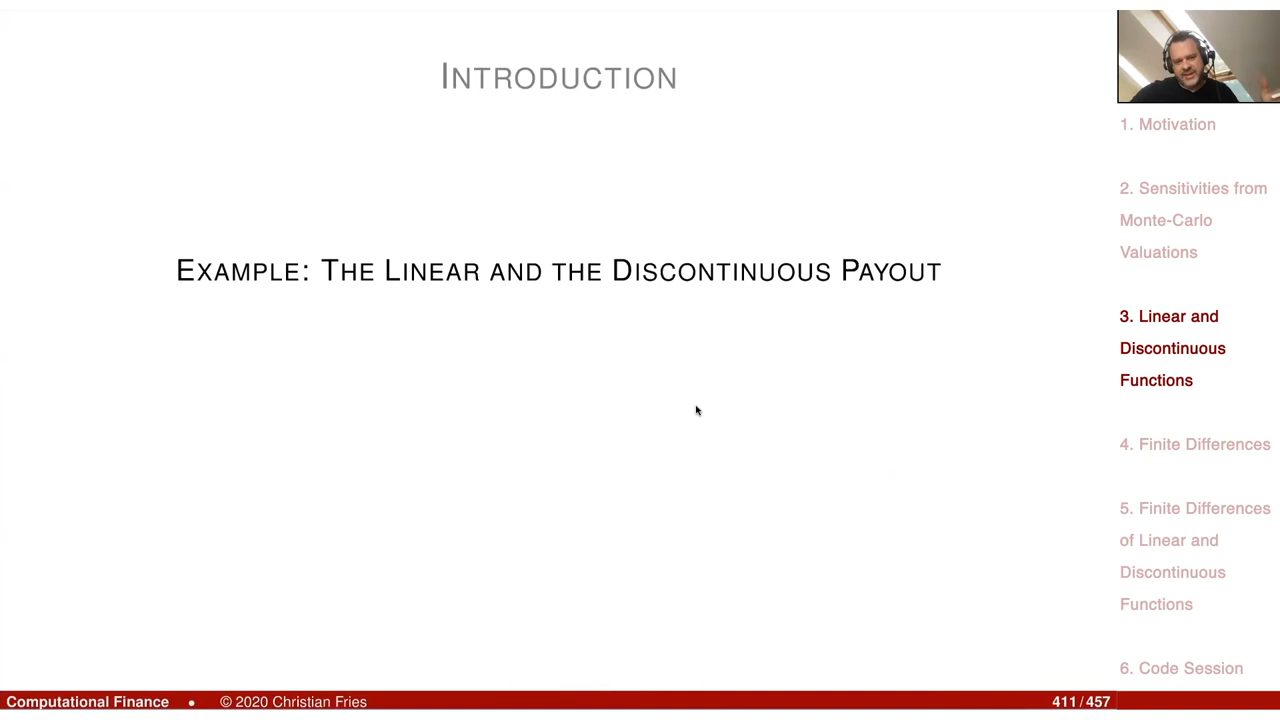 INTRODUCTION
EXAMPLE: THE LINEAR AND THE DISCONTINUOUS PAYOUT
1. Motivation
2. Sensitivities from
Monte-Carlo
Valuations
3. Linear and
Discontinuous
Functions
4. Finite Differences
5. Finite Differences
of Linear and
Discontinuous
Functions
6. Code Session
Computational Finance • © 2020 Christian Fries 411 / 457